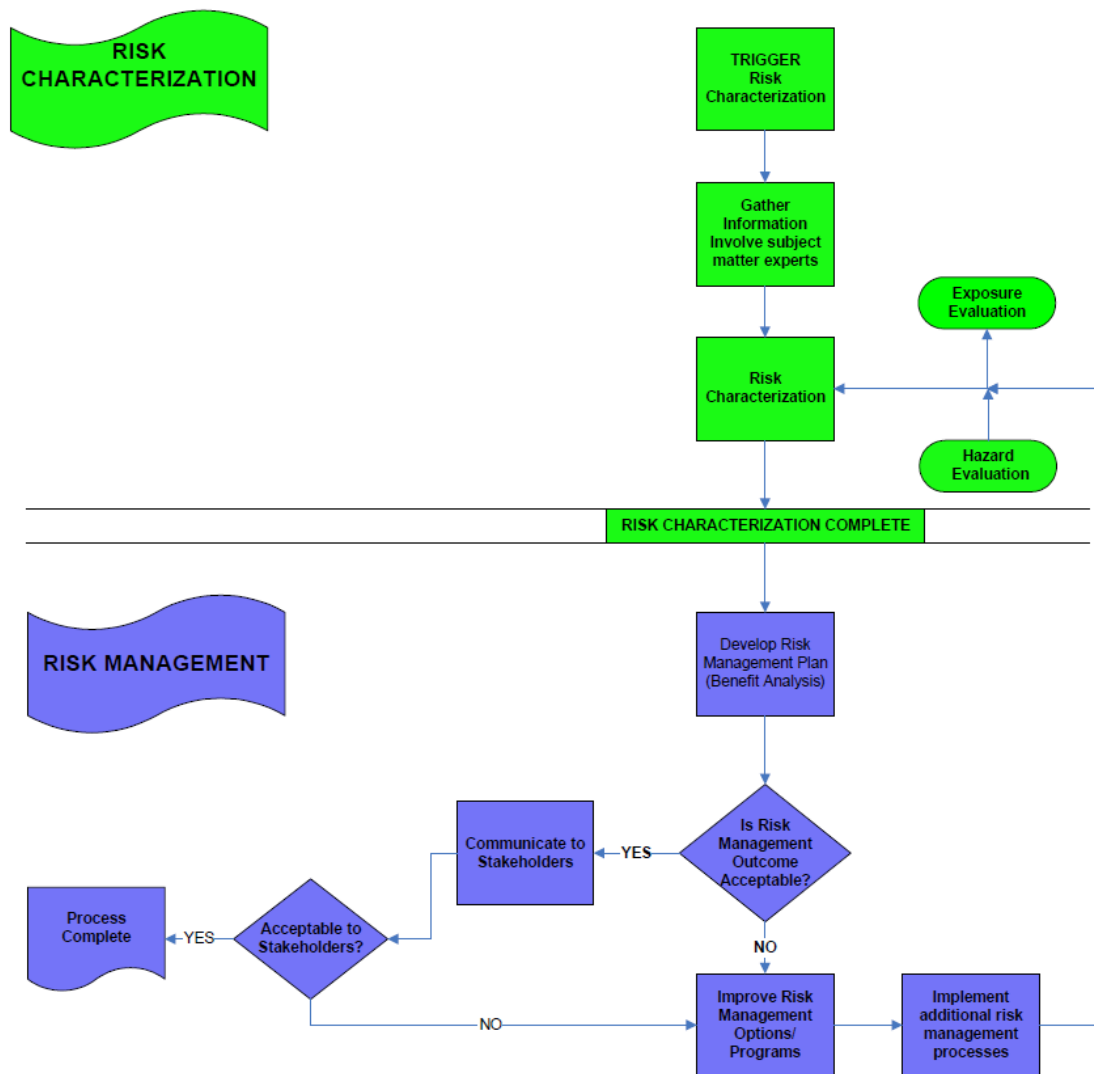 RISK
CHARACTERIZATION
TRIGGER
Risk
Characterization
Gather
Information
Involve subject
matter experts
Exposure
Evaluation
Risk
Characterization
Hazard
Evaluation
RISK CHARACTERIZATION COMPLETE
RISK MANAGEMENT
Develop Risk
Management Plan
(Benefit Analysis)
Is Risk
Management
Outcome
Acceptable?
YES
Communicate to
Stakeholders
Acceptable to
Stakeholders?
YES
Process
Complete
NO
NO
Improve Risk
Management
Options/
Programs
Implement
additional risk
management
processes